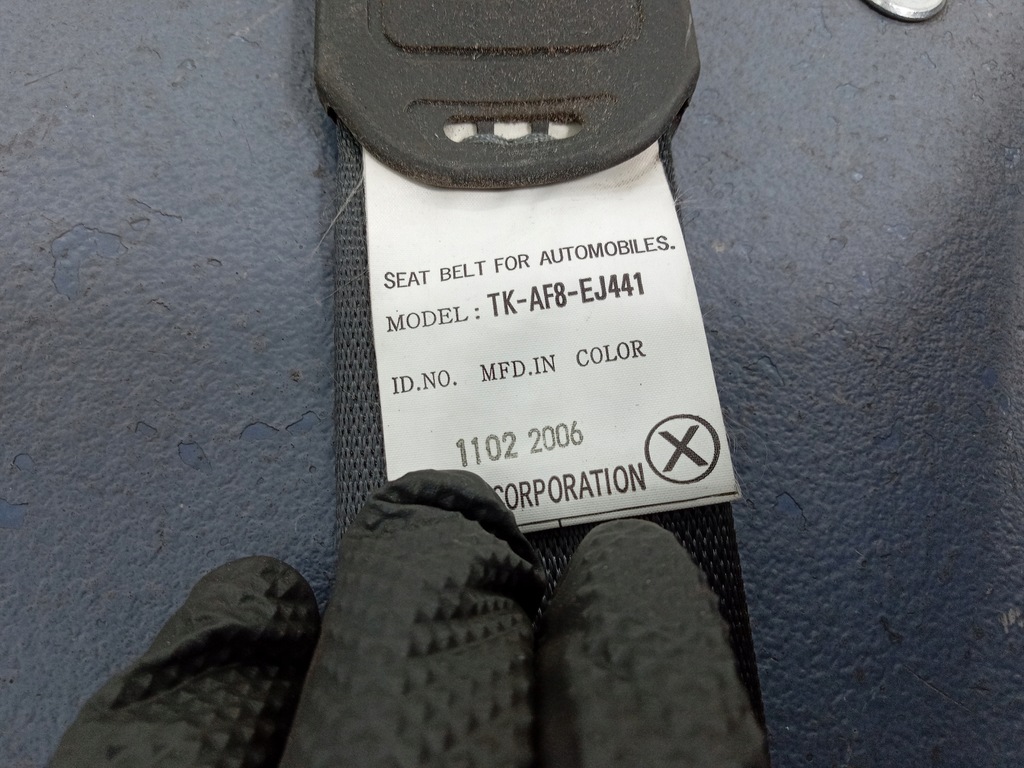 SEAT BELT FOR AUTOMOBILES.
MODEL: TK-AF8-EJ441
ID.NO. MFD.IN COLOR
1102 2006
CORPORATION X